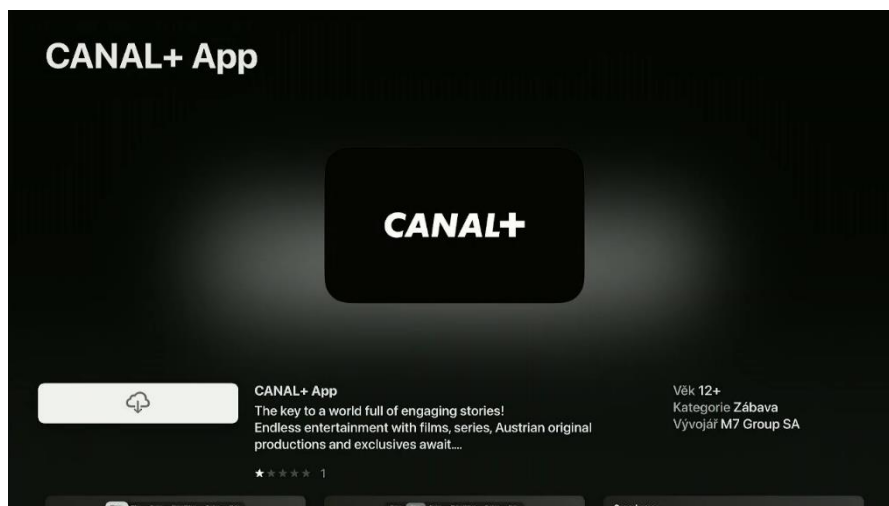 CANAL+ App
CANAL+
CANAL+ App
The key to a world full of engaging stories!
Endless entertainment with films, series, Austrian original
productions and exclusives await....
★★★★★ 1
Věk 12+
Kategorie Zábava
Vývojář M7 Group SA